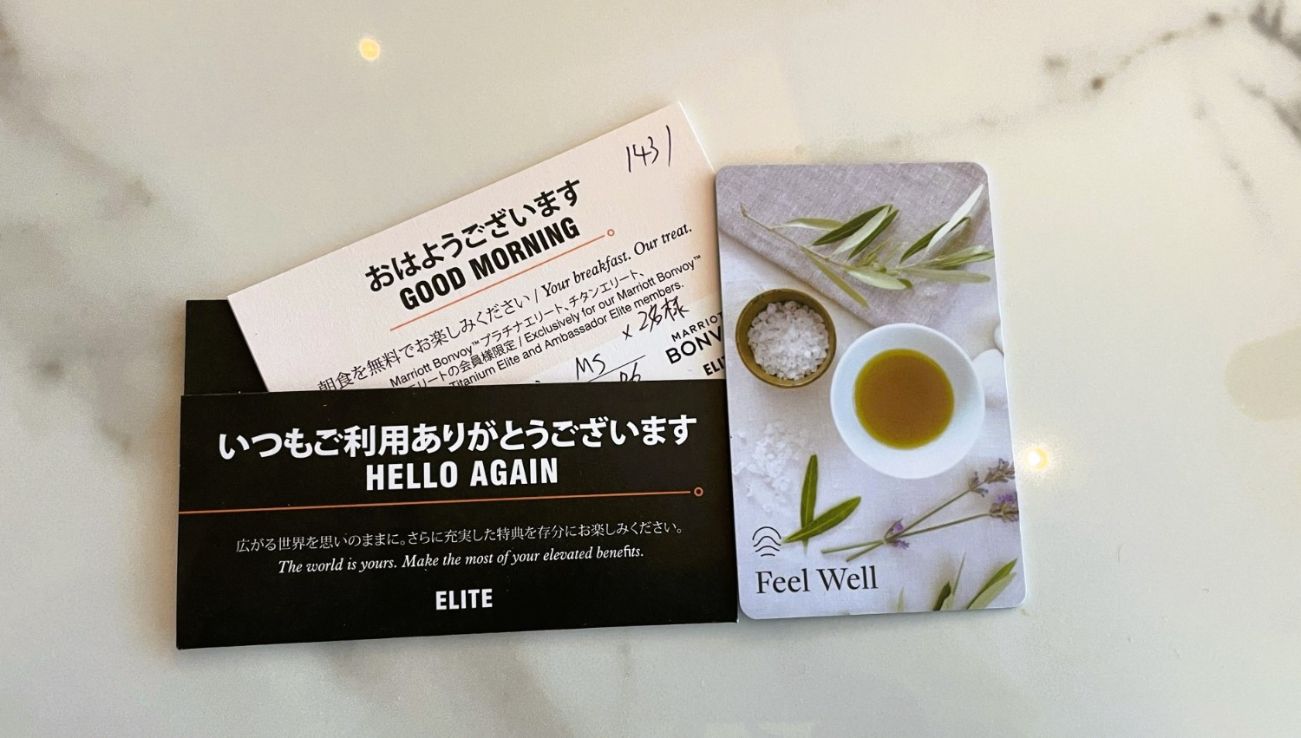 1431
おはようございます
GOOD MORNING
朝食を無料でお楽しみください / Your breakfast. Our treat.
Marriott Bonvoy™プラチナエリート、チタンエリート、
エリートの会員様限定 / Exclusively for our Marriott Bonvoy™
Titanium Elite and Ambassador Elite members.
MS × 2名様
MARRIOT
BONV
ELI
いつもご利用ありがとうございます
HELLO AGAIN
広がる世界を思いのままに。さらに充実した特典を存分にお楽しみください。
The world is yours. Make the most of your elevated benefits.
ELITE
Feel Well